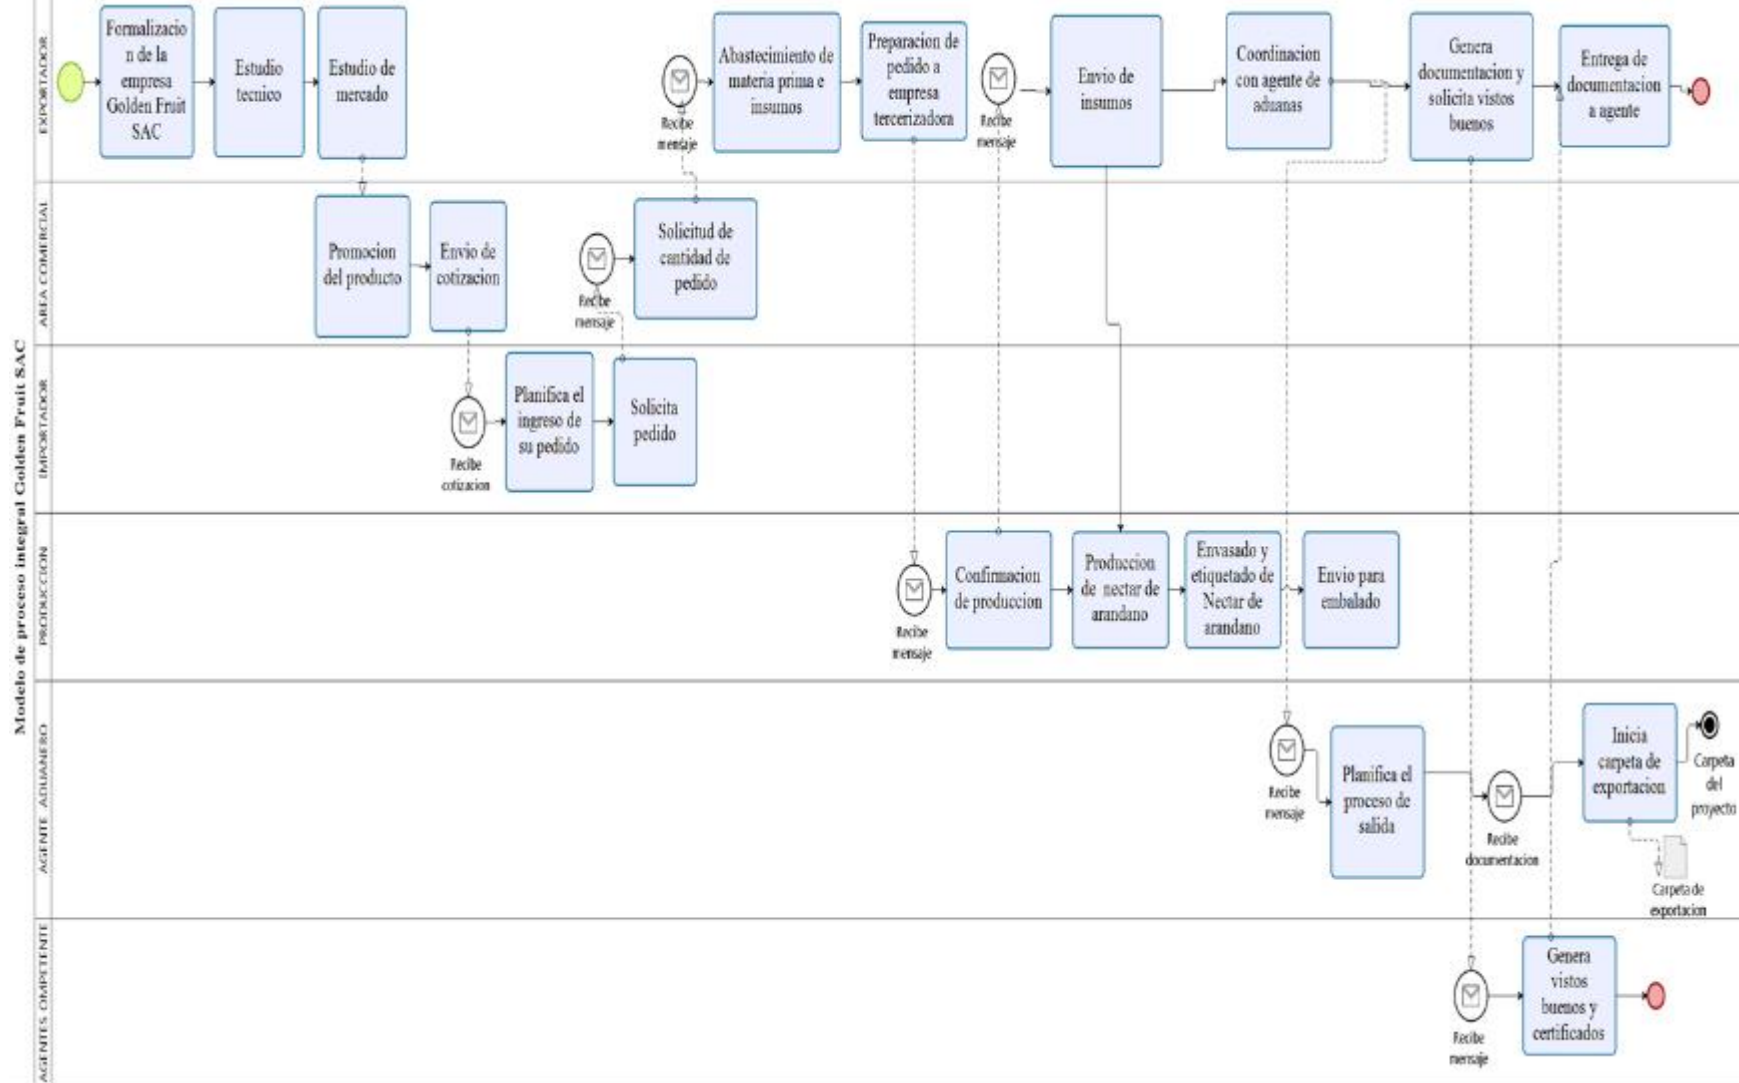 Modelo de proceso integral Golden Fruit SAC
EXPORTADOR
Formalizacio
n de la
empresa
Golden Fruit
SAC
Estudio
tecnico
Estudio de
mercado
Recibe
mensaje
Abastecimiento de
materia prima e
insumos
Preparacion de
pedido a
empresa
tercerizadora
Recibe
mensaje
Envio de
insumos
Coordinacion
con agente de
aduanas
Genera
documentacion y
solicita vistos
buenos
Entrega de
documentacion
a agente
AREA COMERCIAL
Promocion
del producto
Envio de
cotizacion
Recibe
mensaje
Solicitud de
cantidad de
pedido
IMPORTADOR
Recibe
cotizacion
Planifica el
ingreso de
su pedido
Solicita
pedido
PRODUCCION
Recibe
mensaje
Confirmacion
de produccion
Produccion
de nectar de
arandano
Envasado y
etiquetado de
Nectar de
arandano
Envio para
embalado
AGENTE ADUANERO
Recibe
mensaje
Planifica el
proceso de
salida
Recibe
documentacion
Inicia
carpeta de
exportacion
Carpeta
del
proyecto
Carpeta de
exportacion
AGENTES OMPETENTE
Recibe
mensaje
Genera
vistos
buenos y
certificados